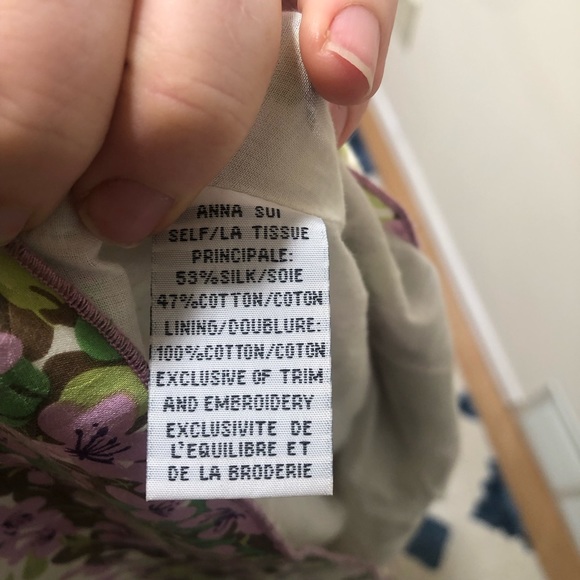 ANNA SUI
SELF/LA TISSUE
PRINCIPALE:
53%SILK/SOIE
47%COTTON/COTON
LINING/DOUBLURE:
100%COTTON/COTON
EXCLUSIVE OF TRIM
AND EMBROIDERY
EXCLUSIVITE DE
L'EQUILIBRE ET
DE LA BRODERIE